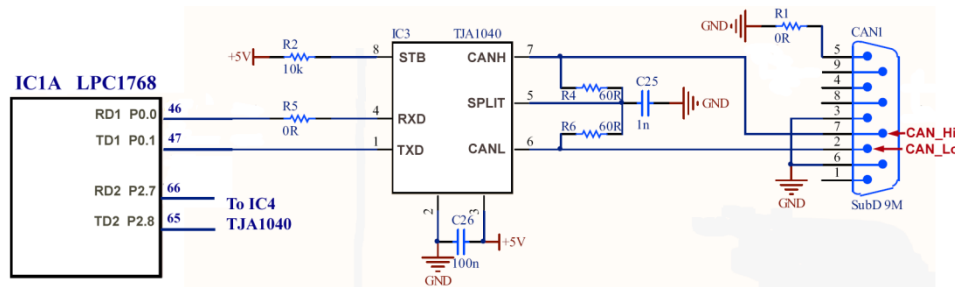 IC1A LPC1768
RD1 P0.0
46
TD1 P0.1
47
RD2 P2.7
66
TD2 P2.8
65
To IC4
TJA1040
+5V
R2
10k
R5
0R
IC3
TJA1040
8
STB
4
RXD
1
TXD
CANH
7
SPLIT
5
CANL
6
2
3
C26
100n
GND
+5V
R4
60R
R6
60R
C25
1n
GND
GND
R1
0R
CAN1
5
9
4
8
3
7
2
6
1
CAN_Hi
CAN_Lo
GND
SubD 9M